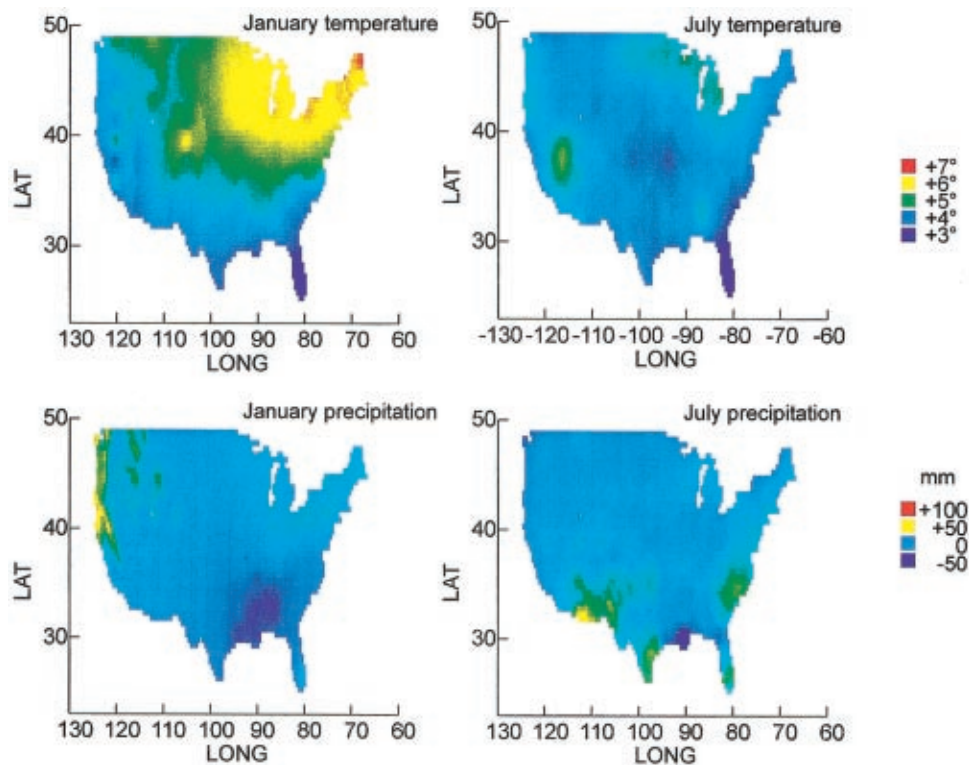 January temperature
50
40
30
LAT
130 120 110 100 90 80 70 60
LONG
July temperature
50
40
30
LAT
-130 -120 -110 -100 -90 -80 -70 -60
LONG
+7°
+6°
+5°
+4°
+3°
January precipitation
50
40
30
LAT
130 120 110 100 90 80 70 60
LONG
July precipitation
50
40
30
LAT
130 120 110 100 90 80 70 60
LONG
mm
+100
+50
0
-50